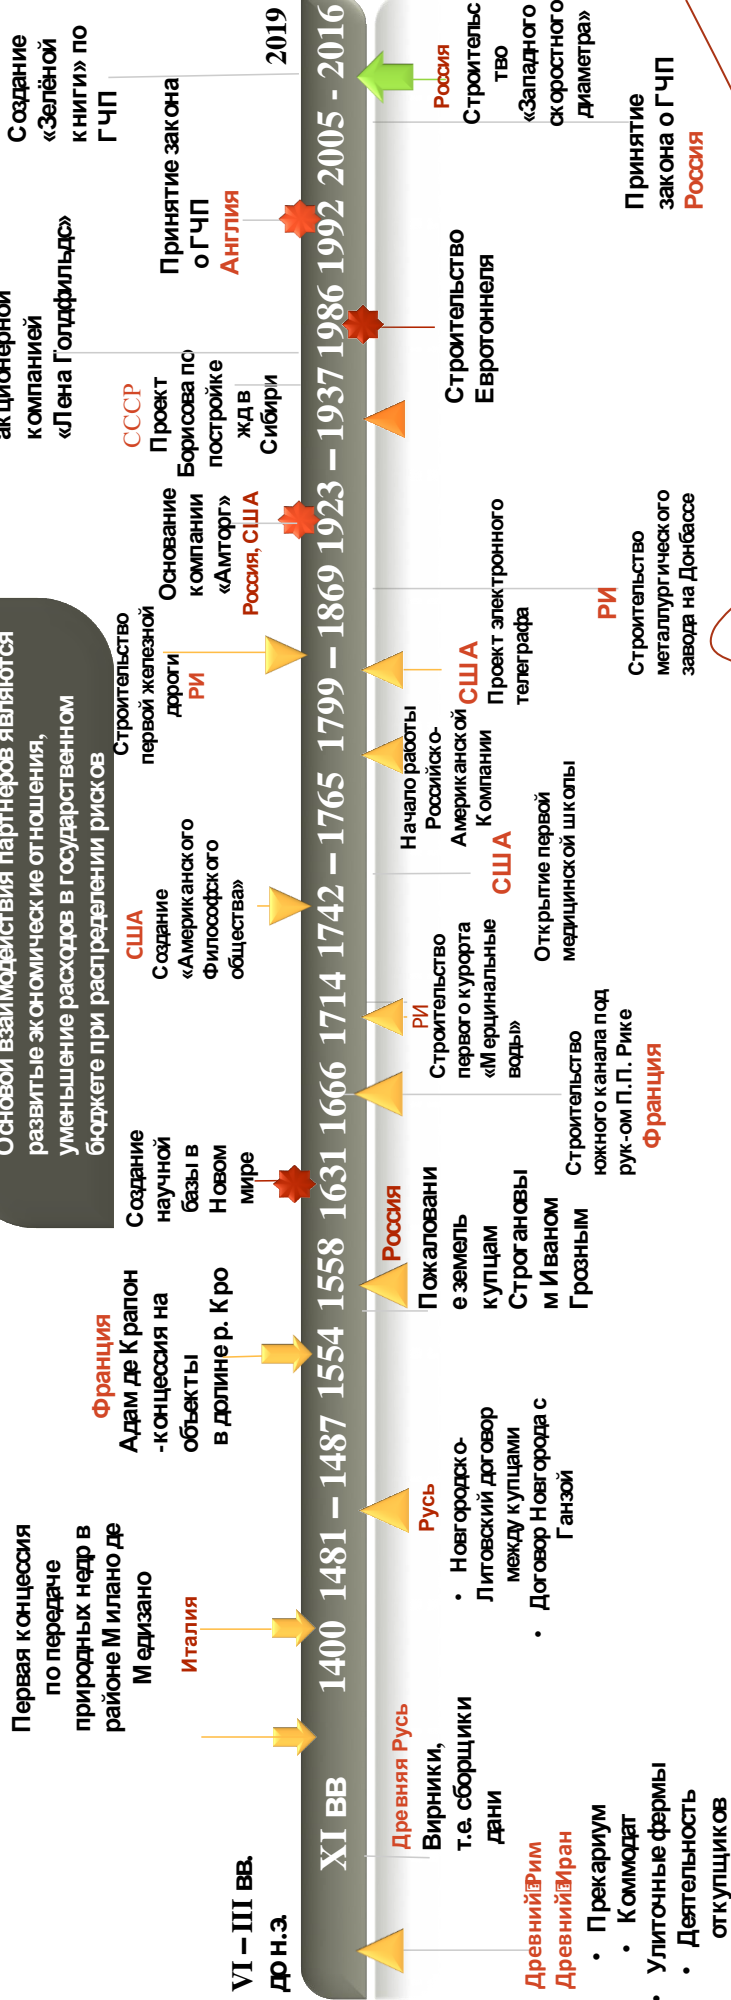 Создание
«Зелёной
книги» по
ГЧП
2019
Принятие закона
о ГЧП
Англия
акционерной
компанией
«Лена Голдфильдс»
СССР
Проект
Борисова по
постройке
жд в
Сибири
Основание
компании
«Амторг»
Россия, США
Строительство
первой железной
дороги
РИ
Основой взаимодействия партнеров являются
развитые экономические отношения,
уменьшение расходов в государственном
бюджете при распределении рисков
США
Создание
«Американского
Философского
общества»
Создание
научной
базы в
Новом
мире
Франция
Адам де Крапон
-концессия на
объекты
в долине р. Кро
Первая концессия
по передаче
природных недр в
районе Милано де
Медизано
Италия
VI – III вв.
до н.э.
XI вв 1400 1481 – 1487 1554 1558 1631 1666 1714 1742 – 1765 1799 – 1869 1923 – 1937 1986 1992 2005 - 2016
Древний Рим
Древний Иран
• Прекариум
• Коммодат
• Улиточные фермы
• Деятельность
откупщиков
Древняя Русь
Вирники,
т.е. сборщики
дани
Русь
• Новгородско-
Литовский договор
между купцами
• Договор Новгорода с
Ганзой
Россия
Пожаловани
е земель
купцам
Строгановы
м Иваном
Грозным
Строительство
южного канала под
рук-ом П.П. Рике
Франция
РИ
Строительство
первого курорта
«Мерцинальные
воды»
США
Открытие первой
медицинской школы
Начало работы
Российско-
Американской
Компании
США
Проект электронного
телеграфа
РИ
Строительство
металлургического
завода на Донбассе
Строительство
Евротоннеля
Россия
Строительс
тво
«Западного
скоростного
диаметра»
Принятие
закона о ГЧП
Россия